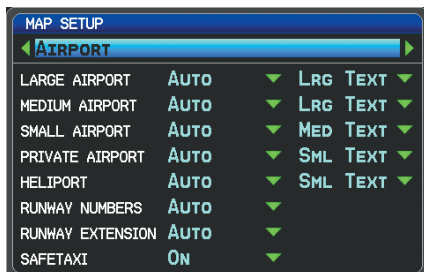 MAP SETUP
AIRPORT
LARGE AIRPORT AUTO LRG TEXT
MEDIUM AIRPORT AUTO LRG TEXT
SMALL AIRPORT AUTO MED TEXT
PRIVATE AIRPORT AUTO SML TEXT
HELIPORT AUTO SML TEXT
RUNWAY NUMBERS AUTO
RUNWAY EXTENSION AUTO
SAFETAXI ON